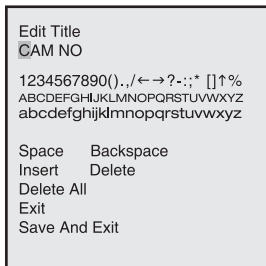 Edit Title
CAM NO
1234567890().,/←→?-:;* []↑%
ABCDEFGHIJKLMNOPQRSTUVWXYZ
abcdefghijklmnopqrstuvwxyz
Space Backspace
Insert Delete
Delete All
Exit
Save And Exit